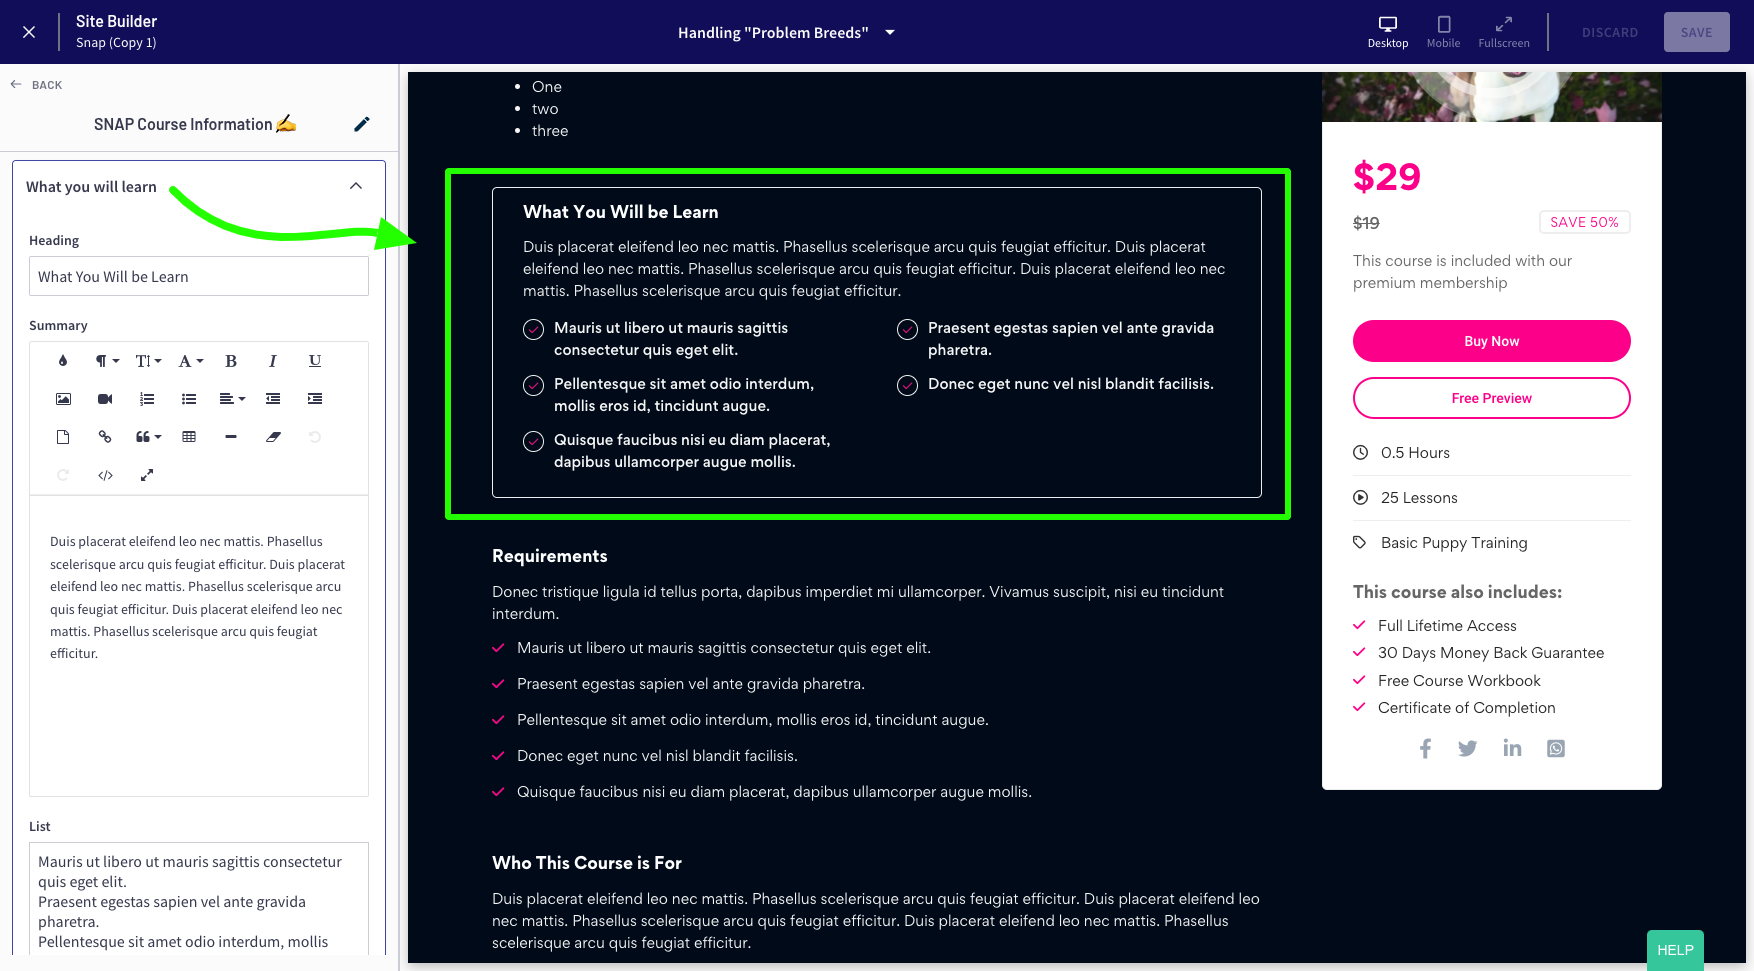 Site Builder
Snap (Copy 1)
Handling "Problem Breeds"
Desktop
Mobile
Fullscreen
DISCARD
SAVE
BACK
SNAP Course Information✍️
What you will learn
Heading
What You Will be Learn
Summary
Duis placerat eleifend leo nec mattis. Phasellus
scelerisque arcu quis feugiat efficitur. Duis placerat
eleifend leo nec mattis. Phasellus scelerisque arcu
quis feugiat efficitur. Duis placerat eleifend leo nec
mattis. Phasellus scelerisque arcu quis feugiat
efficitur.
List
Mauris ut libero ut mauris sagittis consectetur
quis eget elit.
Praesent egestas sapien vel ante gravida
pharetra.
Pellentesque sit amet odio interdum, mollis
One
two
three
What You Will be Learn
Duis placerat eleifend leo nec mattis. Phasellus scelerisque arcu quis feugiat efficitur. Duis placerat
eleifend leo nec mattis. Phasellus scelerisque arcu quis feugiat efficitur. Duis placerat eleifend leo nec
mattis. Phasellus scelerisque arcu quis feugiat efficitur.
Mauris ut libero ut mauris sagittis
consectetur quis eget elit.
Praesent egestas sapien vel ante gravida
pharetra.
Pellentesque sit amet odio interdum,
mollis eros id, tincidunt augue.
Donec eget nunc vel nisl blandit facilisis.
Quisque faucibus nisi eu diam placerat,
dapibus ullamcorper augue mollis.
Requirements
Donec tristique ligula id tellus porta, dapibus imperdiet mi ullamcorper. Vivamus suscipit, nisi eu tincidunt
interdum.
Mauris ut libero ut mauris sagittis consectetur quis eget elit.
Praesent egestas sapien vel ante gravida pharetra.
Pellentesque sit amet odio interdum, mollis eros id, tincidunt augue.
Donec eget nunc vel nisl blandit facilisis.
Quisque faucibus nisi eu diam placerat, dapibus ullamcorper augue mollis.
Who This Course is For
Duis placerat eleifend leo nec mattis. Phasellus scelerisque arcu quis feugiat efficitur. Duis placerat eleifend leo
nec mattis. Phasellus scelerisque arcu quis feugiat efficitur. Duis placerat eleifend leo nec mattis. Phasellus
scelerisque arcu quis feugiat efficitur.
$29
$19
SAVE 50%
This course is included with our
premium membership
Buy Now
Free Preview
0.5 Hours
25 Lessons
Basic Puppy Training
This course also includes:
Full Lifetime Access
30 Days Money Back Guarantee
Free Course Workbook
Certificate of Completion
HELP